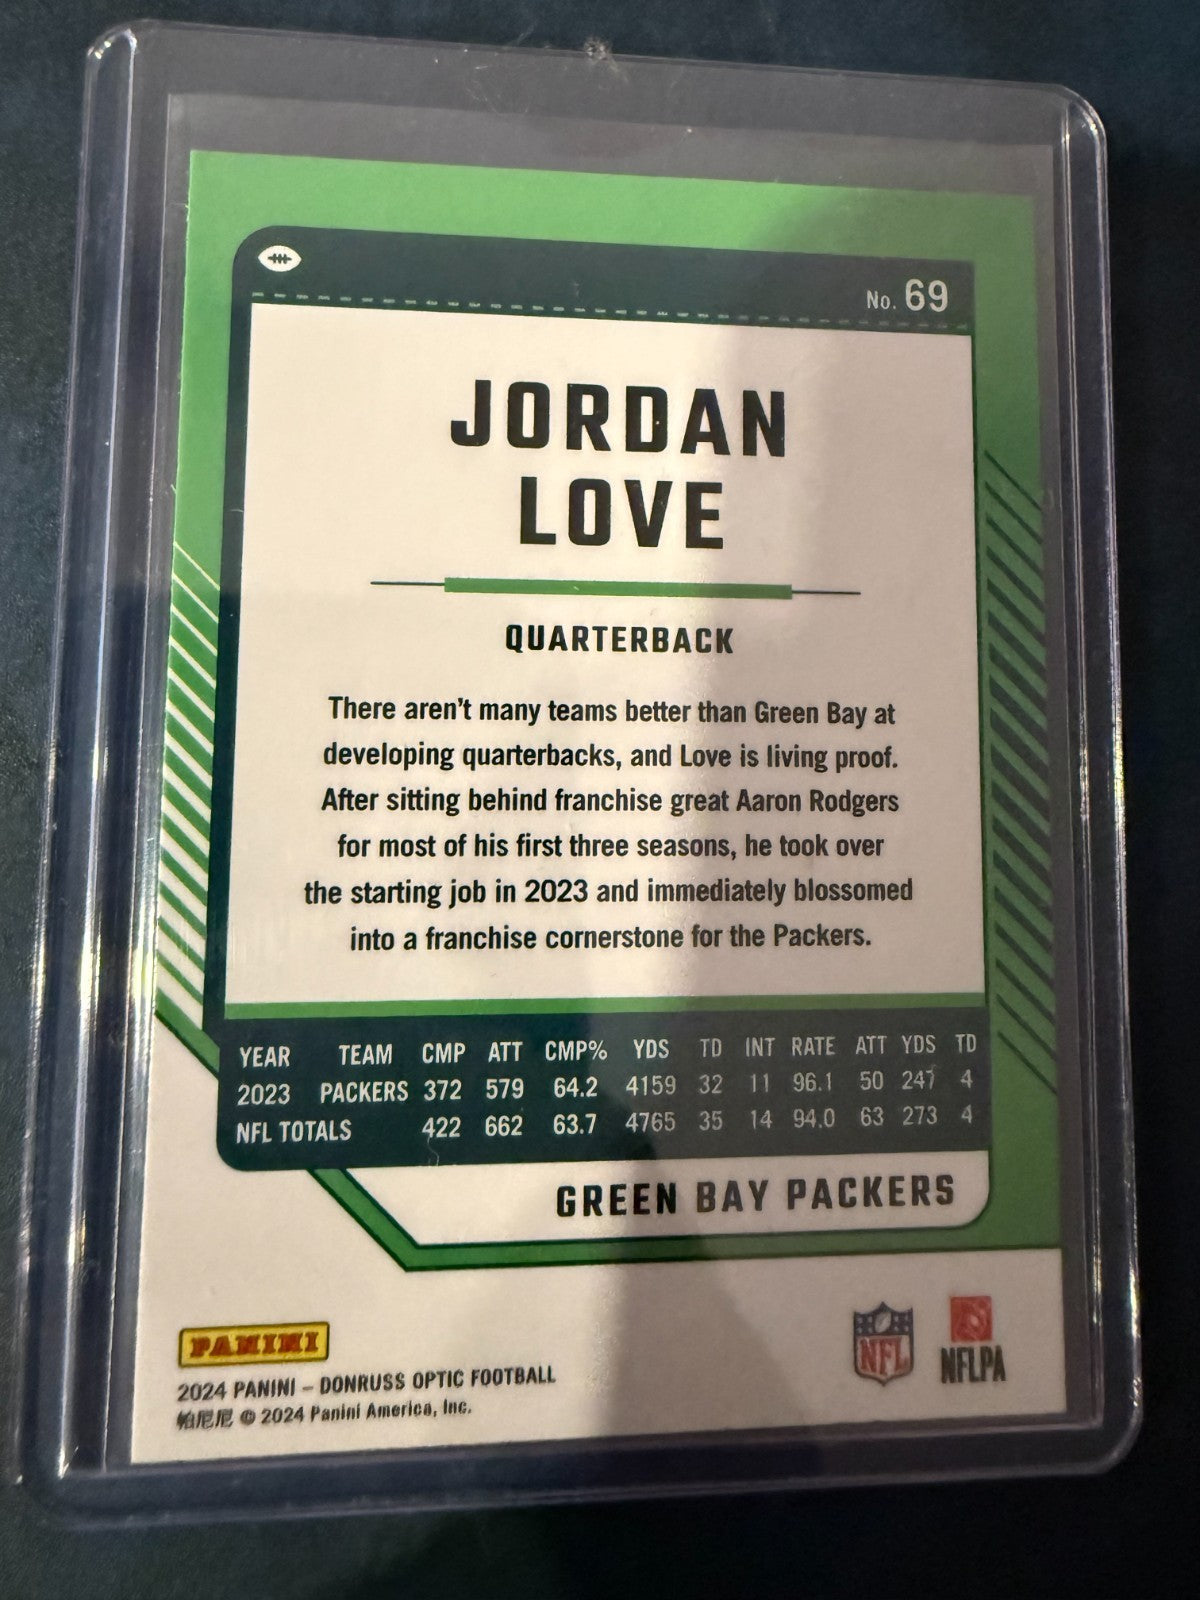 No. 69
JORDAN
LOVE
QUARTERBACK
There aren't many teams better than Green Bay at
developing quarterbacks, and Love is living proof.
After sitting behind franchise great Aaron Rodgers
for most of his first three seasons, he took over
the starting job in 2023 and immediately blossomed
into a franchise cornerstone for the Packers.
YEAR TEAM CMP ATT CMP% YDS TD INT RATE ATT YDS TD
2023 PACKERS 372 579 64.2 4159 32 11 96.1 50 247 4
NFL TOTALS 422 662 63.7 4765 35 14 94.0 63 273 4
GREEN BAY PACKERS
PANINI
NFL
NFLPA
2024 PANINI – DONRUSS OPTIC FOOTBALL
帕尼尼 © 2024 Panini America, Inc.